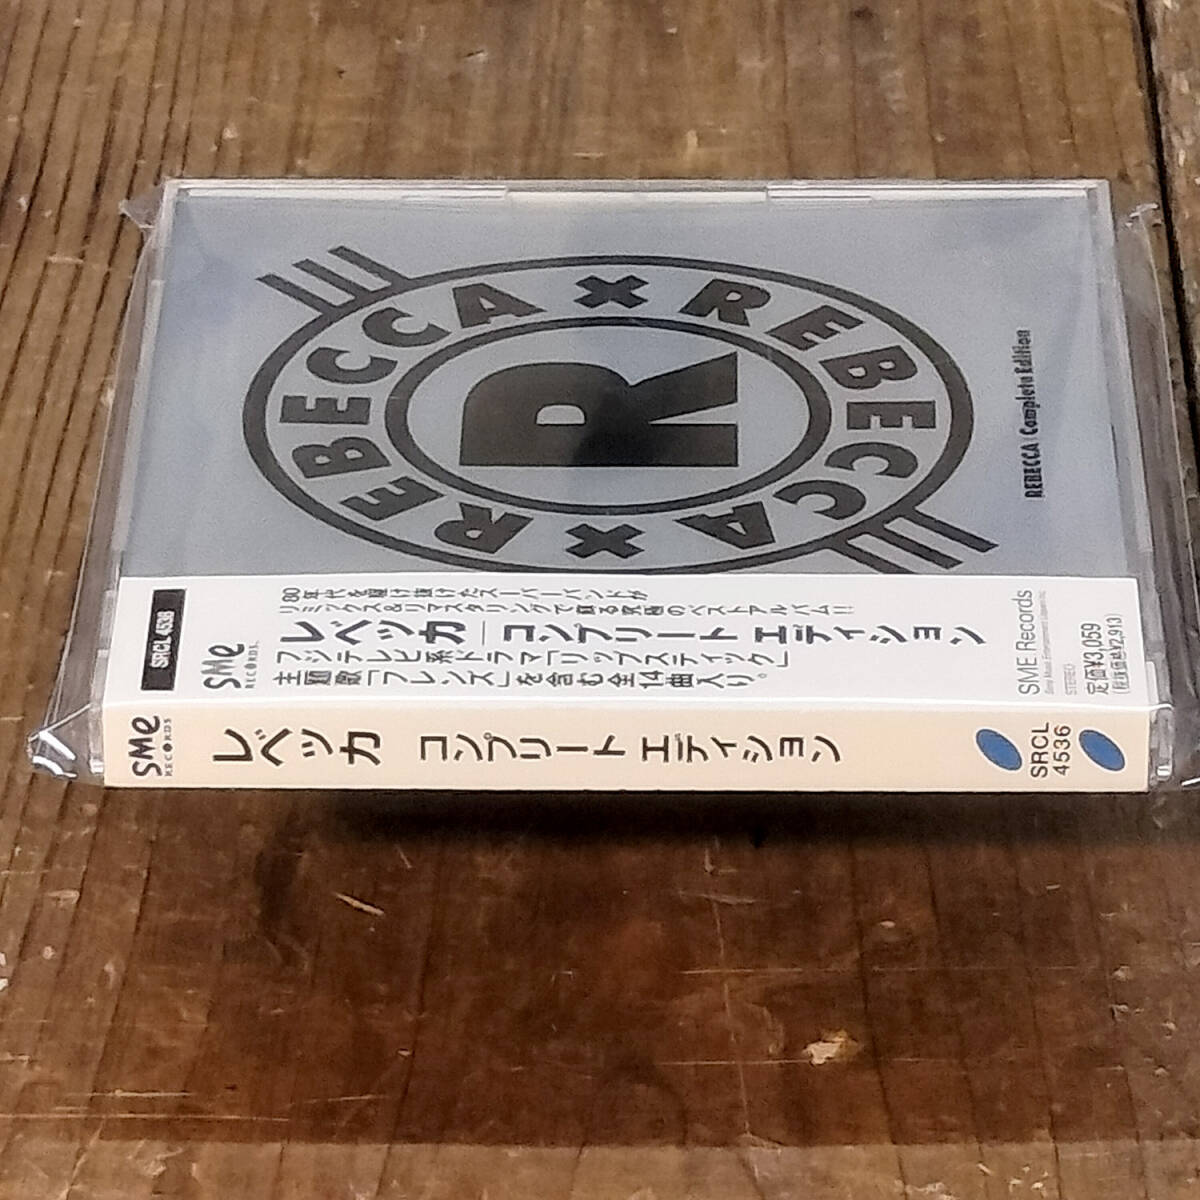 REBECCA × REBECCA ×
R
REBECCA | Complete Edition
SRCL 4536
SMe
RECORDS
'80年代を駆け抜けたスーパーバンドが
リミックス&リマスタリングで蘇る究極のベストアルバム!!
レベッカ|コンプリート エディション
フジテレビ系ドラマ「リップスティック」
主題歌「フレンズ」を含む全14曲入り。
SME Records
STEREO
定価¥3,059
(税抜価格¥2,913)
SMe
RECORDS
レベッカ コンプリート エディション
SRCL
4536